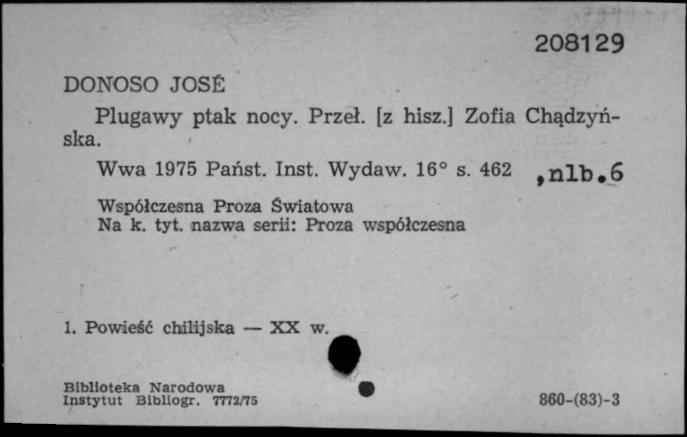 208129
DONOSO JOSÉ
Plugawy ptak nocy. Przeł. [z hisz.] Zofia Chądzyń-
ska.
Wwa 1975 Państ. Inst. Wydaw. 16° s. 462 ,nlb.6
Współczesna Proza Światowa
Na k. tyt. nazwa serii: Proza współczesna
1. Powieść chilijska — XX w.
Biblioteka Narodowa
Instytut Bibliogr. 7772/75
860-(83)-3